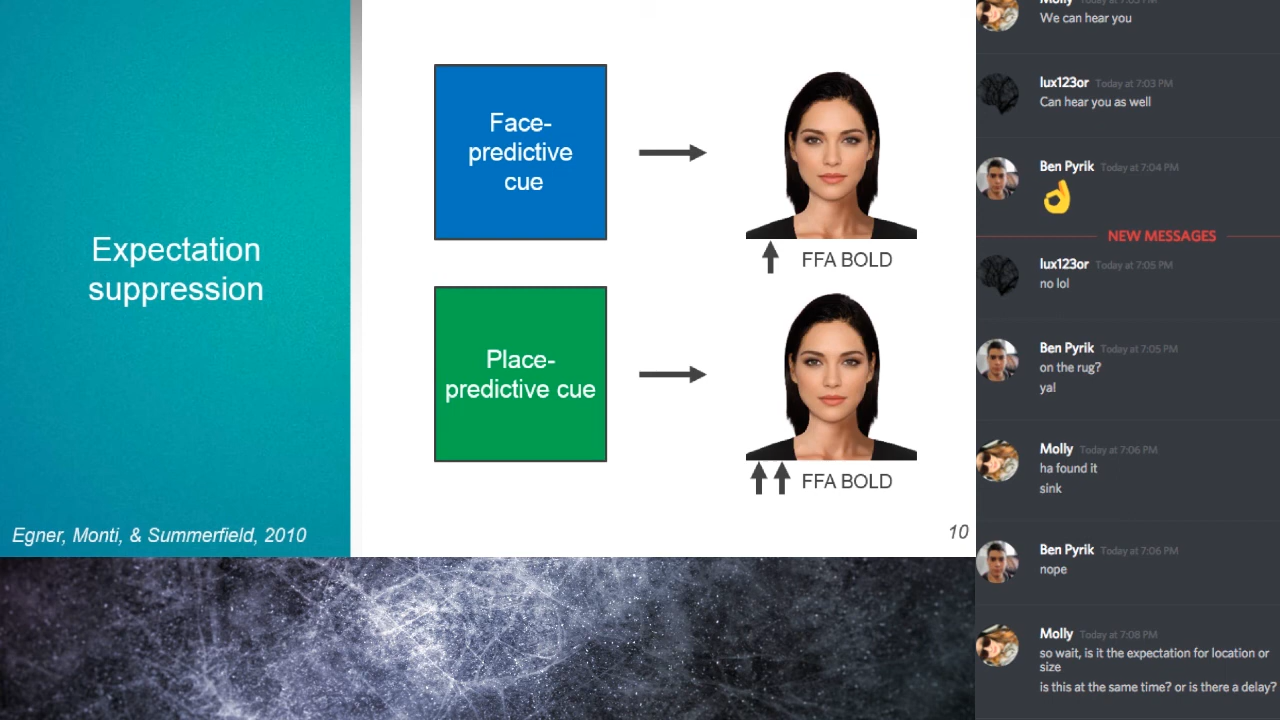 Expectation
suppression
Egner, Monti, & Summerfield, 2010
Face-
predictive
cue
FFA BOLD
Place-
predictive cue
FFA BOLD
10
Molly Today at 7:03 PM
We can hear you
lux123or Today at 7:03 PM
Can hear you as well
Ben Pyrik Today at 7:04 PM
NEW MESSAGES
lux123or Today at 7:05 PM
no lol
Ben Pyrik Today at 7:05 PM
on the rug?
ya!
Molly Today at 7:06 PM
ha found it
sink
Ben Pyrik Today at 7:06 PM
nope
Molly Today at 7:08 PM
so wait, is it the expectation for location or
size
is this at the same time? or is there a delay?